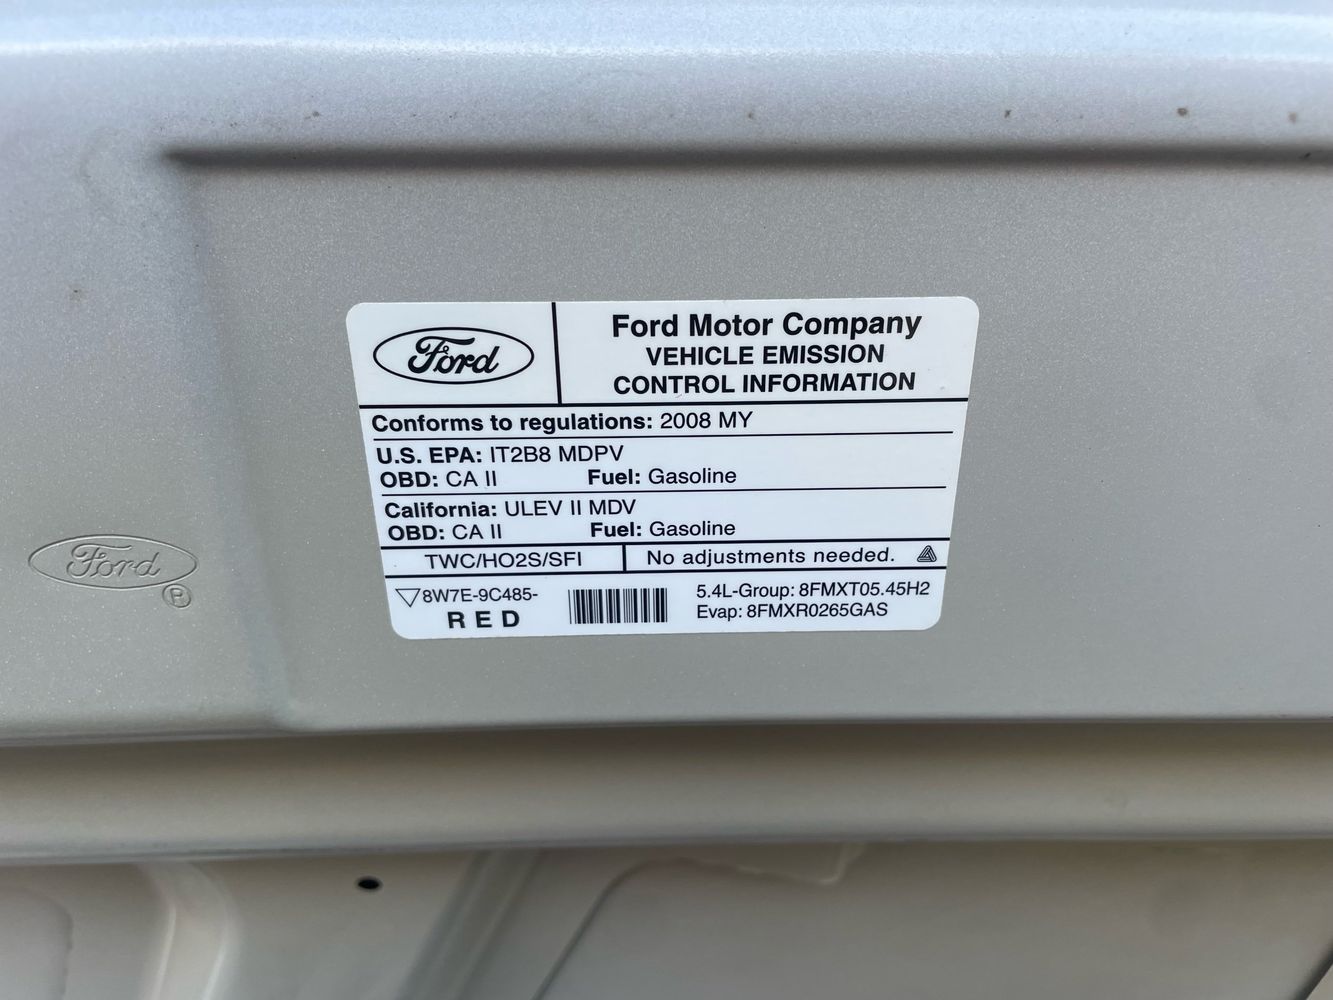 Ford
Ford Motor Company
VEHICLE EMISSION
CONTROL INFORMATION
Conforms to regulations: 2008 MY
U.S. EPA: IT2B8 MDPV
OBD: CA II Fuel: Gasoline
California: ULEV II MDV
OBD: CA II Fuel: Gasoline
TWC/HO2S/SFI No adjustments needed.
8W7E-9C485-
RED
5.4L-Group: 8FMXT05.45H2
Evap: 8FMXR0265GAS
Ford
P